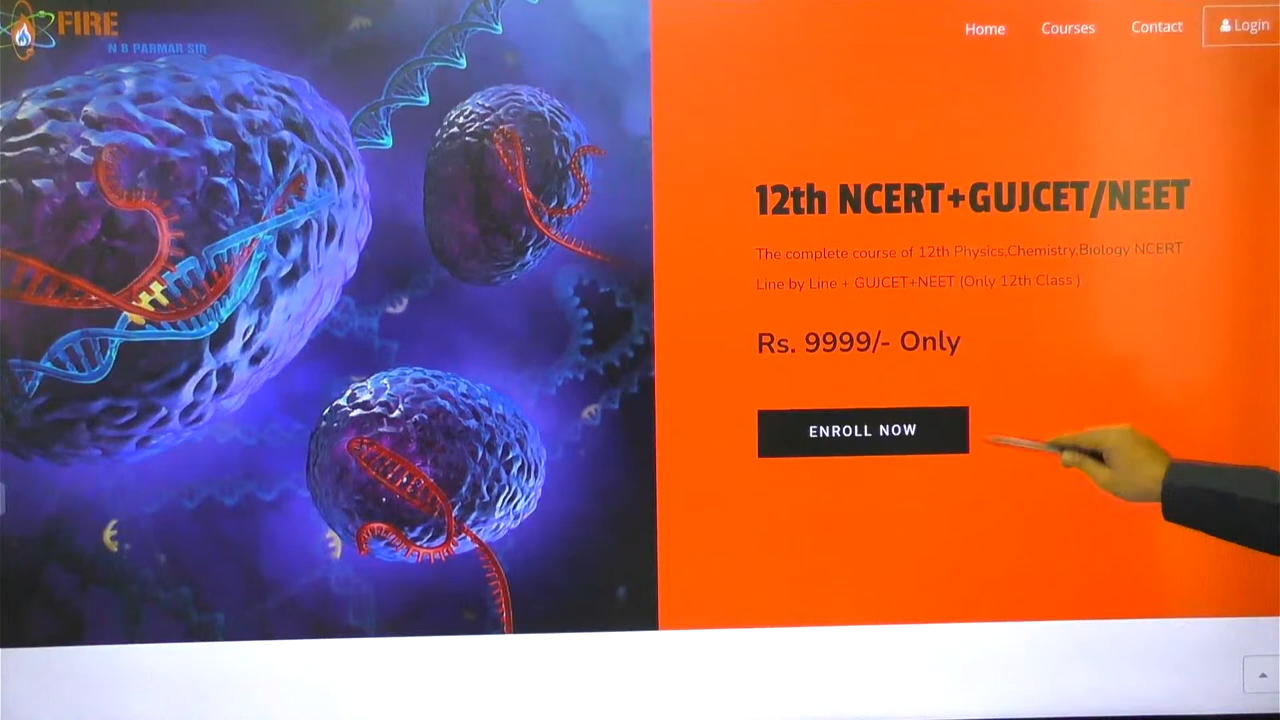 FIRE
N B PARMAR SIR
Home
Courses
Contact
Login
12th NCERT+GUJCET/NEET
The complete course of 12th Physics,Chemistry,Biology NCERT
Line by Line + GUJCET+NEET (Only 12th Class )
Rs. 9999/- Only
ENROLL NOW